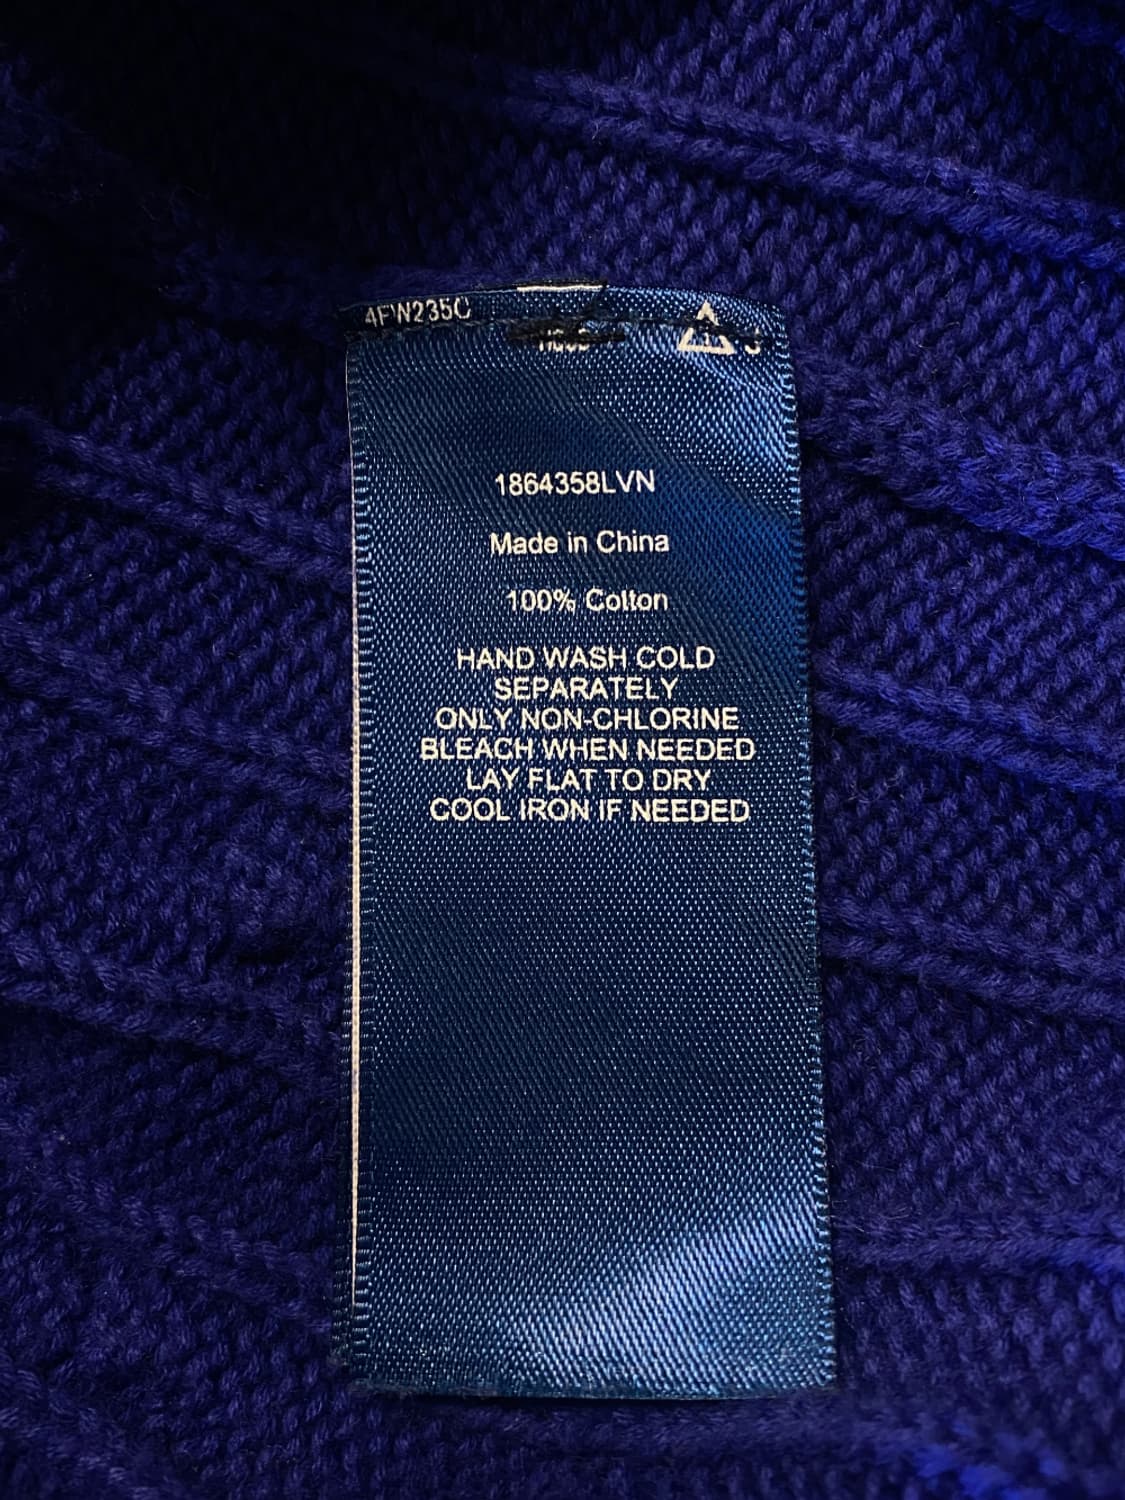 4FW235C
1864358LVN
Made in China
100% Cotton
HAND WASH COLD
SEPARATELY
ONLY NON-CHLORINE
BLEACH WHEN NEEDED
LAY FLAT TO DRY
COOL IRON IF NEEDED